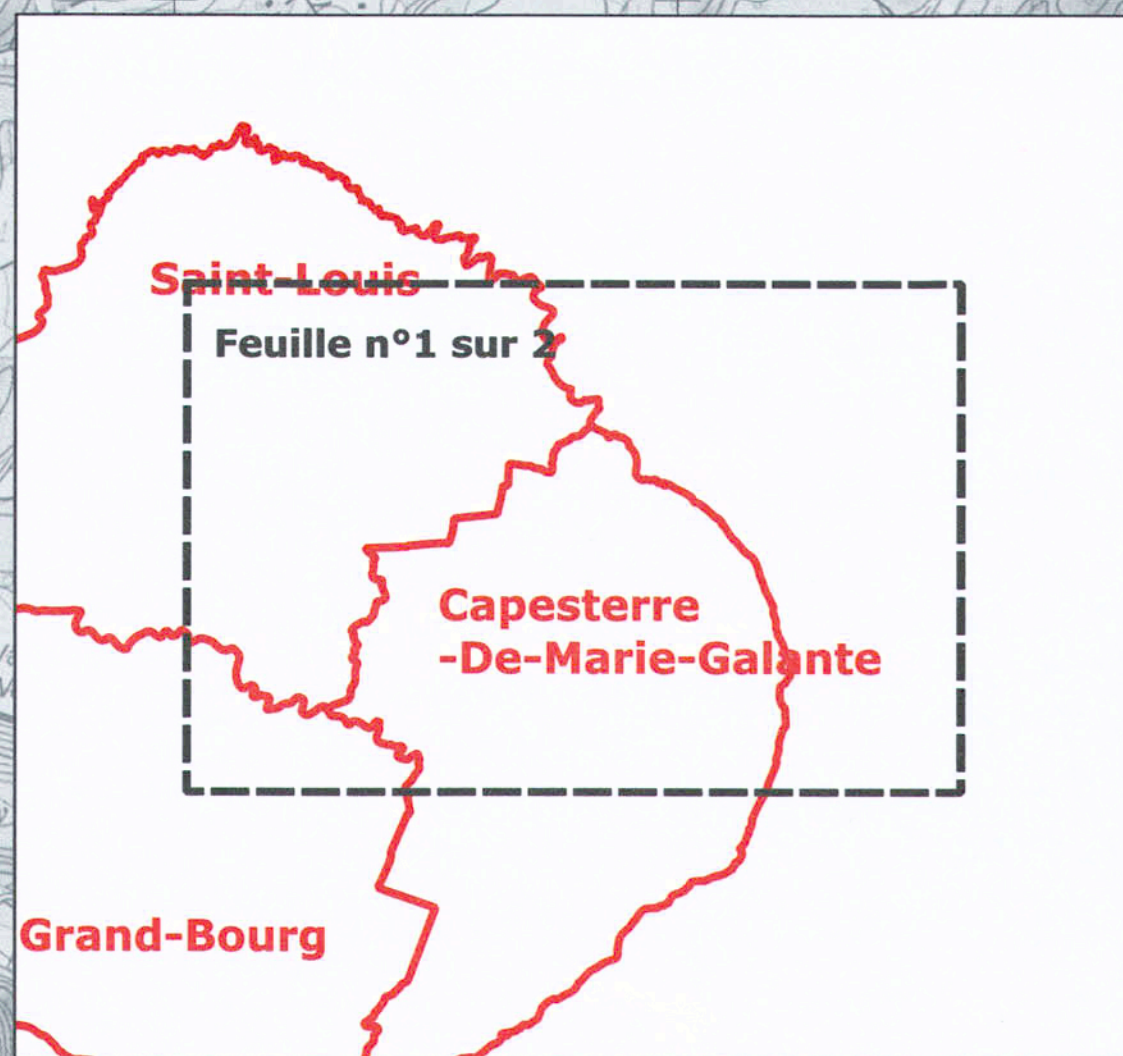 Saint-Louis
Feuille n°1 sur 2
Capesterre
-De-Marie-Galante
Grand-Bourg